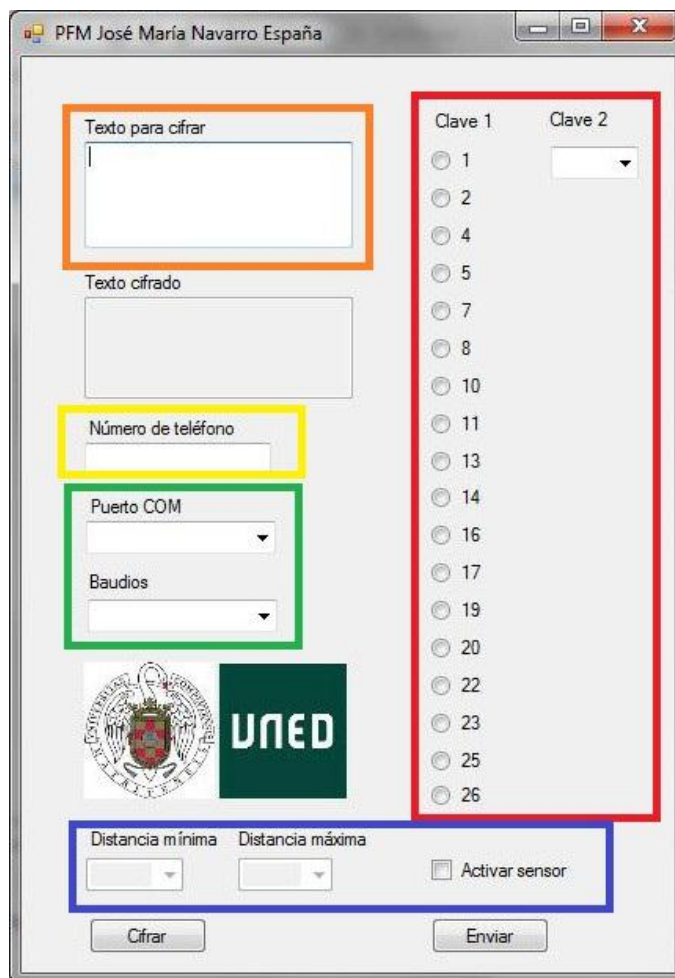 PFM José María Navarro España
Texto para cifrar
Texto cifrado
Número de teléfono
Puerto COM
Baudios
UNED
Clave 1 Clave 2
1
2
4
5
7
8
10
11
13
14
16
17
19
20
22
23
25
26
Distancia mínima Distancia máxima
Activar sensor
Cifrar Enviar